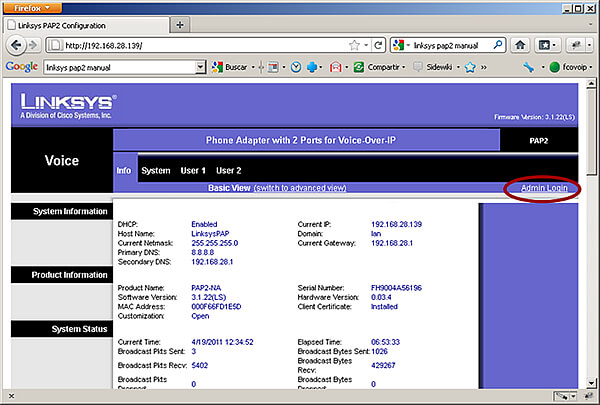 Firefox
Linksys PAP2 Configuration
http://192.168.28.139/
linksys pap2 manual
Google
linksys pap2 manual
Buscar
Compartir
Sidewiki
fcovoip
LINKSYS®
A Division of Cisco Systems, Inc.
Firmware Version: 3.1.22(LS)
Phone Adapter with 2 Ports for Voice-Over-IP
PAP2
Voice
Info System User 1 User 2
Basic View (switch to advanced view)
Admin Login
System Information
DHCP: Enabled Current IP: 192.168.28.139
Host Name: LinksysPAP Domain: lan
Current Netmask: 255.255.255.0 Current Gateway: 192.168.28.1
Primary DNS: 8.8.8.8
Secondary DNS: 192.168.28.1
Product Information
Product Name: PAP2-NA Serial Number: FH9004A56196
Software Version: 3.1.22(LS) Hardware Version: 0.03.4
MAC Address: 000F66FD1E5D Client Certificate: Installed
Customization: Open
System Status
Current Time: 4/19/2011 12:34:52 Elapsed Time: 06:53:33
Broadcast Pkts Sent: 3 Broadcast Bytes Sent: 1026
Broadcast Pkts Recv: 5402 Broadcast Bytes Recv: 429267
Broadcast Pkts 0 Broadcast Bytes 0